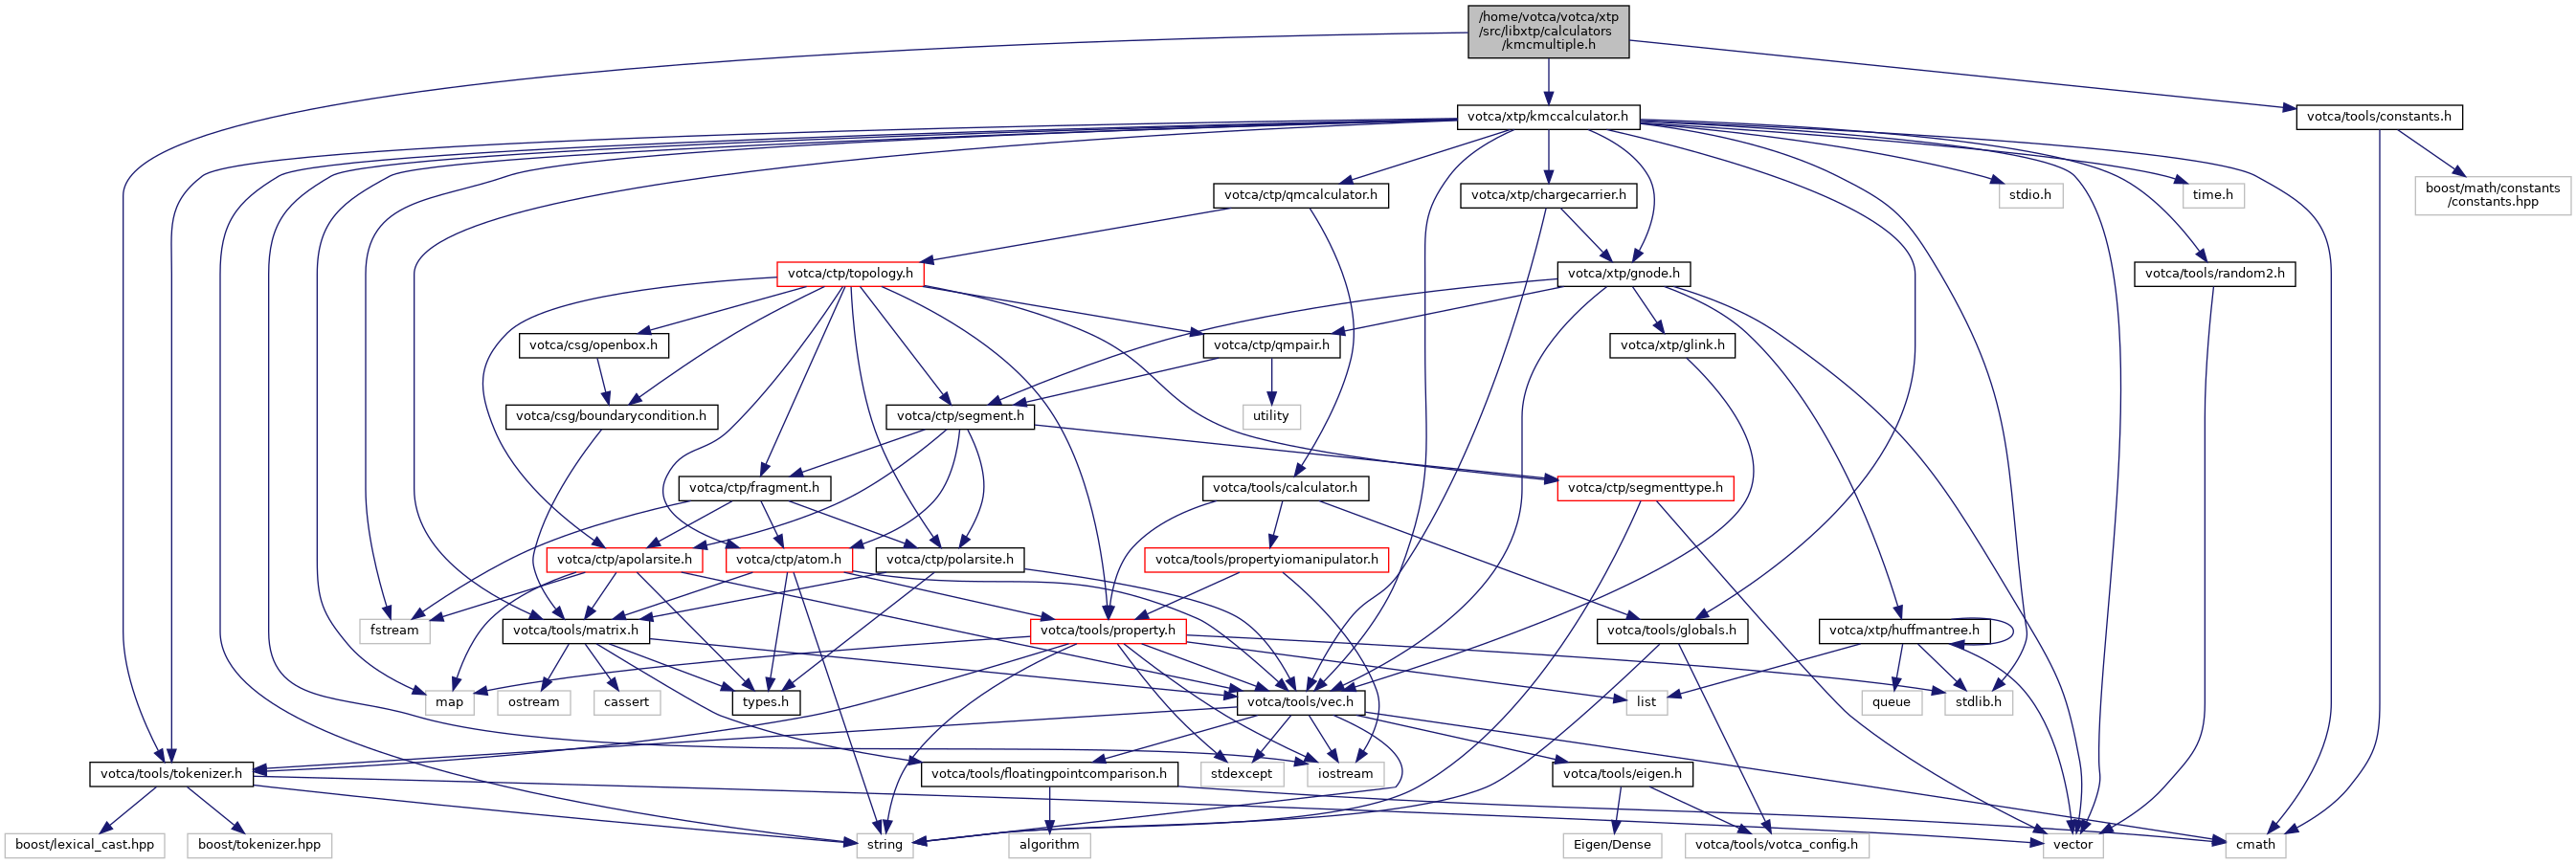 /home/votca/votca/xtp
/src/libxtp/calculators
/kmcmultiple.h
votca/xtp/kmccalculator.h
votca/tools/constants.h
votca/ctp/qmcalculator.h
votca/xtp/chargecarrier.h
stdio.h
time.h
boost/math/constants
/constants.hpp
votca/ctp/topology.h
votca/xtp/gnode.h
votca/tools/random2.h
votca/csg/openbox.h
votca/ctp/qmpair.h
votca/xtp/glink.h
votca/csg/boundarycondition.h
votca/ctp/segment.h
utility
votca/ctp/fragment.h
votca/tools/calculator.h
votca/ctp/segmenttype.h
votca/ctp/apolarsite.h
votca/ctp/atom.h
votca/ctp/polarsite.h
votca/tools/propertyiomanipulator.h
fstream
votca/tools/matrix.h
votca/tools/property.h
votca/tools/globals.h
votca/xtp/huffmantree.h
map
ostream
cassert
types.h
votca/tools/vec.h
list
queue
stdlib.h
votca/tools/tokenizer.h
votca/tools/floatingpointcomparison.h
stdexcept
iostream
votca/tools/eigen.h
boost/lexical_cast.hpp
boost/tokenizer.hpp
string
algorithm
Eigen/Dense
votca/tools/votca_config.h
vector
cmath